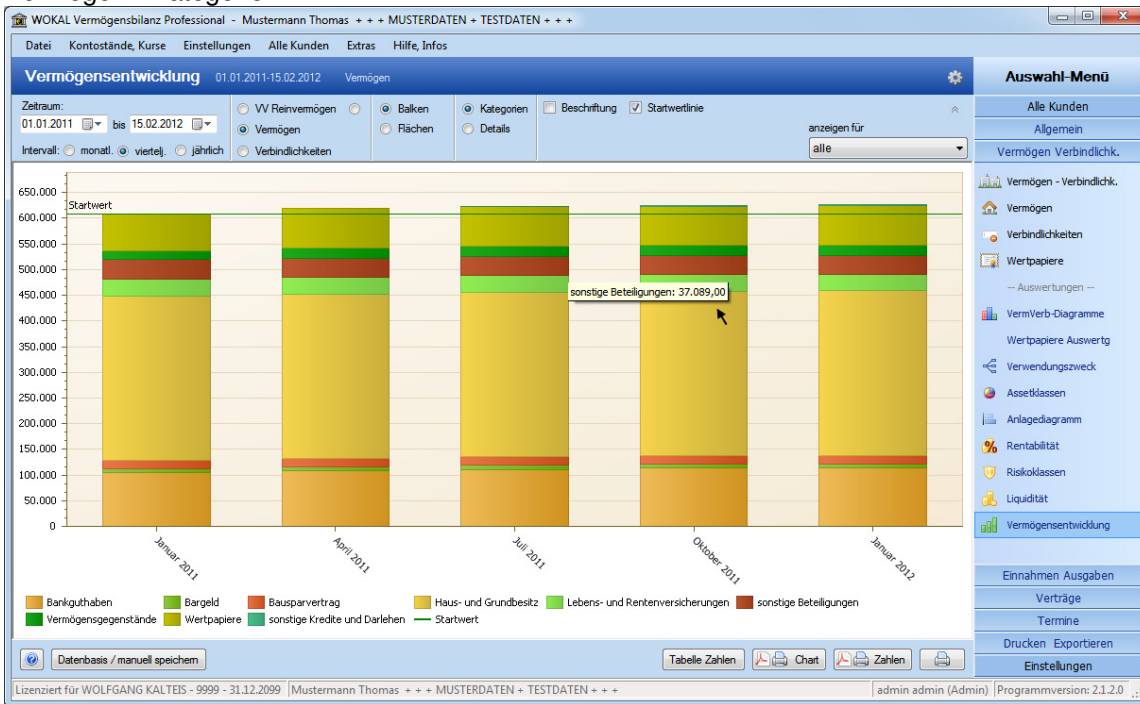 WOKAL Vermögensbilanz Professional - Mustermann Thomas + + + MUSTERDATEN + TESTDATEN + + +
Datei Kontostände, Kurse Einstellungen Alle Kunden Extras Hilfe, Infos
Vermögensentwicklung 01.01.2011-15.02.2012 Vermögen
Zeitraum:
01.01.2011 bis 15.02.2012
Intervall: monatl. viertelj. jährlich
VV Reinvermögen
Vermögen
Verbindlichkeiten
Balken
Flächen
Kategorien
Details
Beschriftung Startwertlinie
anzeigen für
alle
650.000
600.000
550.000
500.000
450.000
400.000
350.000
300.000
250.000
200.000
150.000
100.000
50.000
0
Startwert
sonstige Beteiligungen: 37.089,00
Januar 2011
April 2011
Juli 2011
Oktober 2011
Januar 2012
Bankguthaben Bargeld Bausparvertrag Haus- und Grundbesitz Lebens- und Rentenversicherungen sonstige Beteiligungen
Vermögensgegenstände Wertpapiere sonstige Kredite und Darlehen Startwert
Datenbasis / manuell speichern
Tabelle Zahlen Chart Zahlen
Auswahl-Menü
Alle Kunden
Allgemein
Vermögen Verbindlichk.
Vermögen - Verbindlichk.
Vermögen
Verbindlichkeiten
Wertpapiere
-- Auswertungen --
VermVerb-Diagramme
Wertpapiere Auswertg
Verwendungszweck
Assetklassen
Anlagediagramm
Rentabilität
Risikoklassen
Liquidität
Vermögensentwicklung
Einnahmen Ausgaben
Verträge
Termine
Drucken Exportieren
Einstellungen
Lizenziert für WOLFGANG KALTEIS - 9999 - 31.12.2099 Mustermann Thomas + + + MUSTERDATEN + TESTDATEN + + + admin admin (Admin) Programmversion: 2.1.2.0